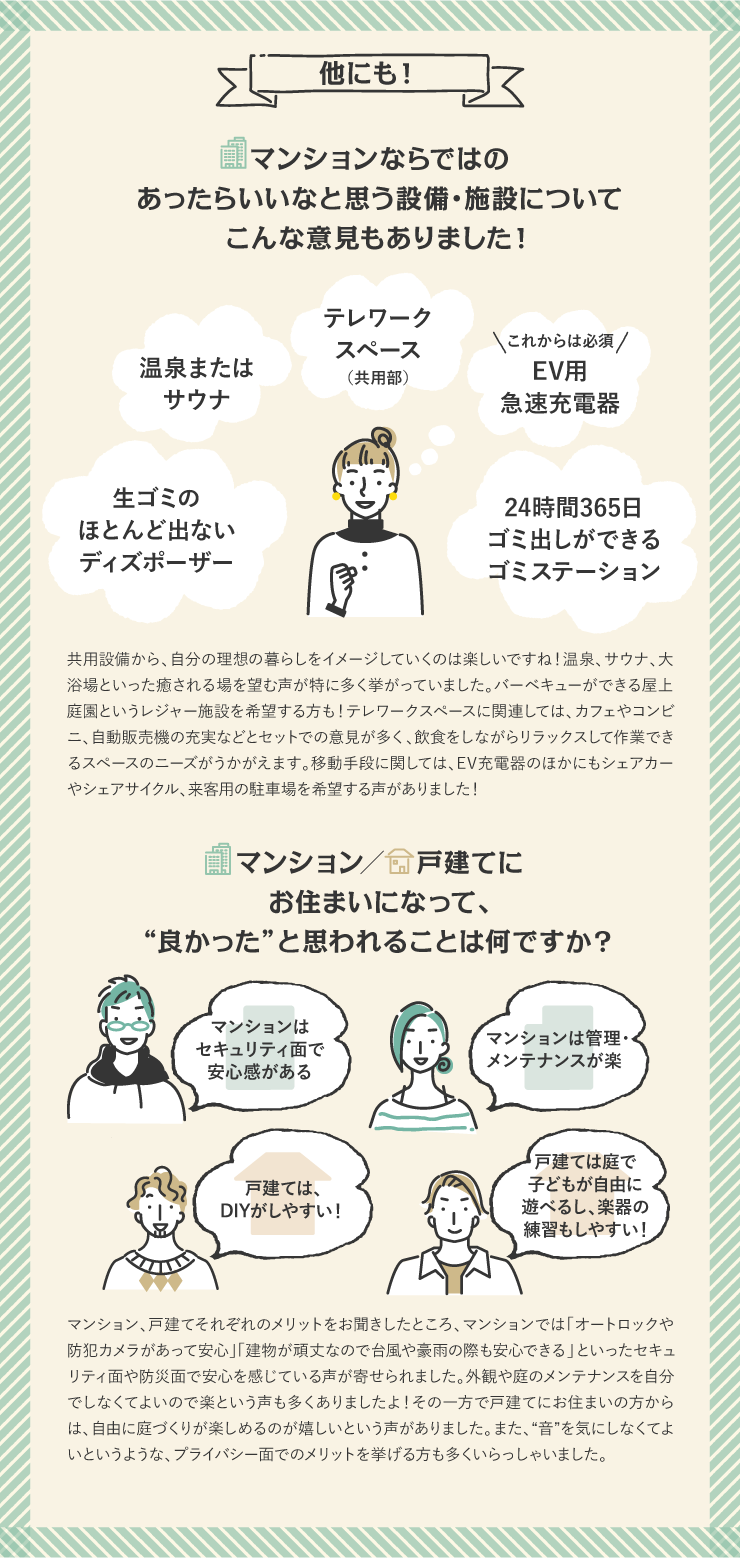 他にも！
マンションならではの
あったらいいなと思う設備・施設について
こんな意見もありました！
テレワーク
スペース
（共用部）
温泉または
サウナ
＼これからは必須／
EV用
急速充電器
生ゴミの
ほとんど出ない
ディズポーザー
24時間365日
ゴミ出しができる
ゴミステーション
共用設備から、自分の理想の暮らしをイメージしていくのは楽しいですね！温泉、サウナ、大
浴場といった癒される場を望む声が特に多く挙がっていました。バーベキューができる屋上
庭園というレジャー施設を希望する方も！テレワークスペースに関連しては、カフェやコンビ
ニ、自動販売機の充実などとセットでの意見が多く、飲食をしながらリラックスして作業でき
るスペースのニーズがうかがえます。移動手段に関しては、EV充電器のほかにもシェアカー
やシェアサイクル、来客用の駐車場を希望する声がありました！
マンション／戸建てに
お住まいになって、
“良かった”と思われることは何ですか？
マンションは
セキュリティ面で
安心感がある
マンションは管理・
メンテナンスが楽
戸建ては、
DIYがしやすい！
戸建ては庭で
子どもが自由に
遊べるし、楽器の
練習もしやすい！
マンション、戸建てそれぞれのメリットをお聞きしたところ、マンションでは「オートロックや
防犯カメラがあって安心」「建物が頑丈なので台風や豪雨の際も安心できる」といったセキュ
リティ面や防災面で安心を感じている声が寄せられました。外観や庭のメンテナンスを自分
でしなくてよいので楽という声も多くありましたよ！その一方で戸建てにお住まいの方から
は、自由に庭づくりが楽しめるのが嬉しいという声がありました。また、“音”を気にしなくてよ
いというような、プライバシー面でのメリットを挙げる方も多くいらっしゃいました。